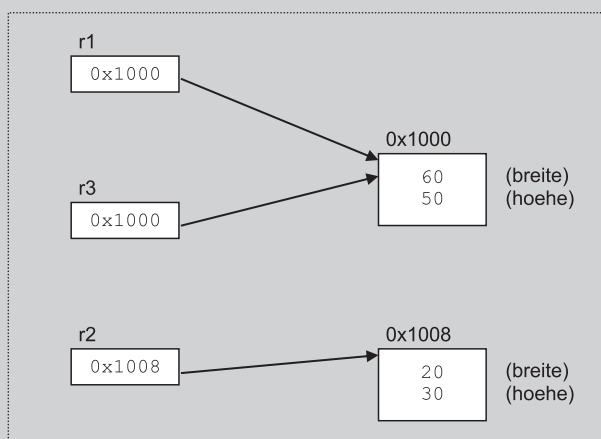 r1
0x1000
0x1000
60 (breite)
50 (hoehe)
r3
0x1000
r2
0x1008
0x1008
20 (breite)
30 (hoehe)